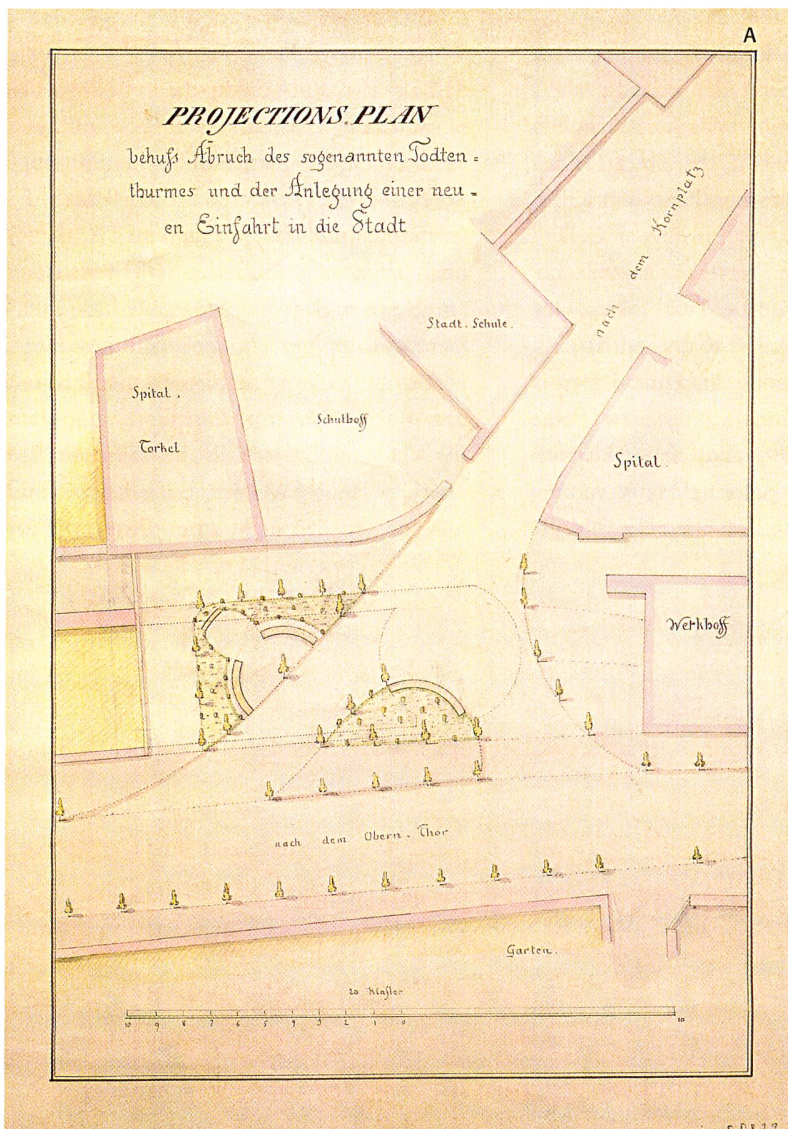 A
PROJECTIONS PLAN
behufs Abruch des sogenannten Todten=
thurmes und der Anlegung einer neu-
en Einfahrt in die Stadt
nach dem Kornplatz
Stadt. Schule.
Spital.
Torkel
Schulhoff
Spital.
Werkhoff
nach dem Obern. Thor
Garten.
20 Klafter
10 9 8 7 6 5 4 3 2 1 0 10